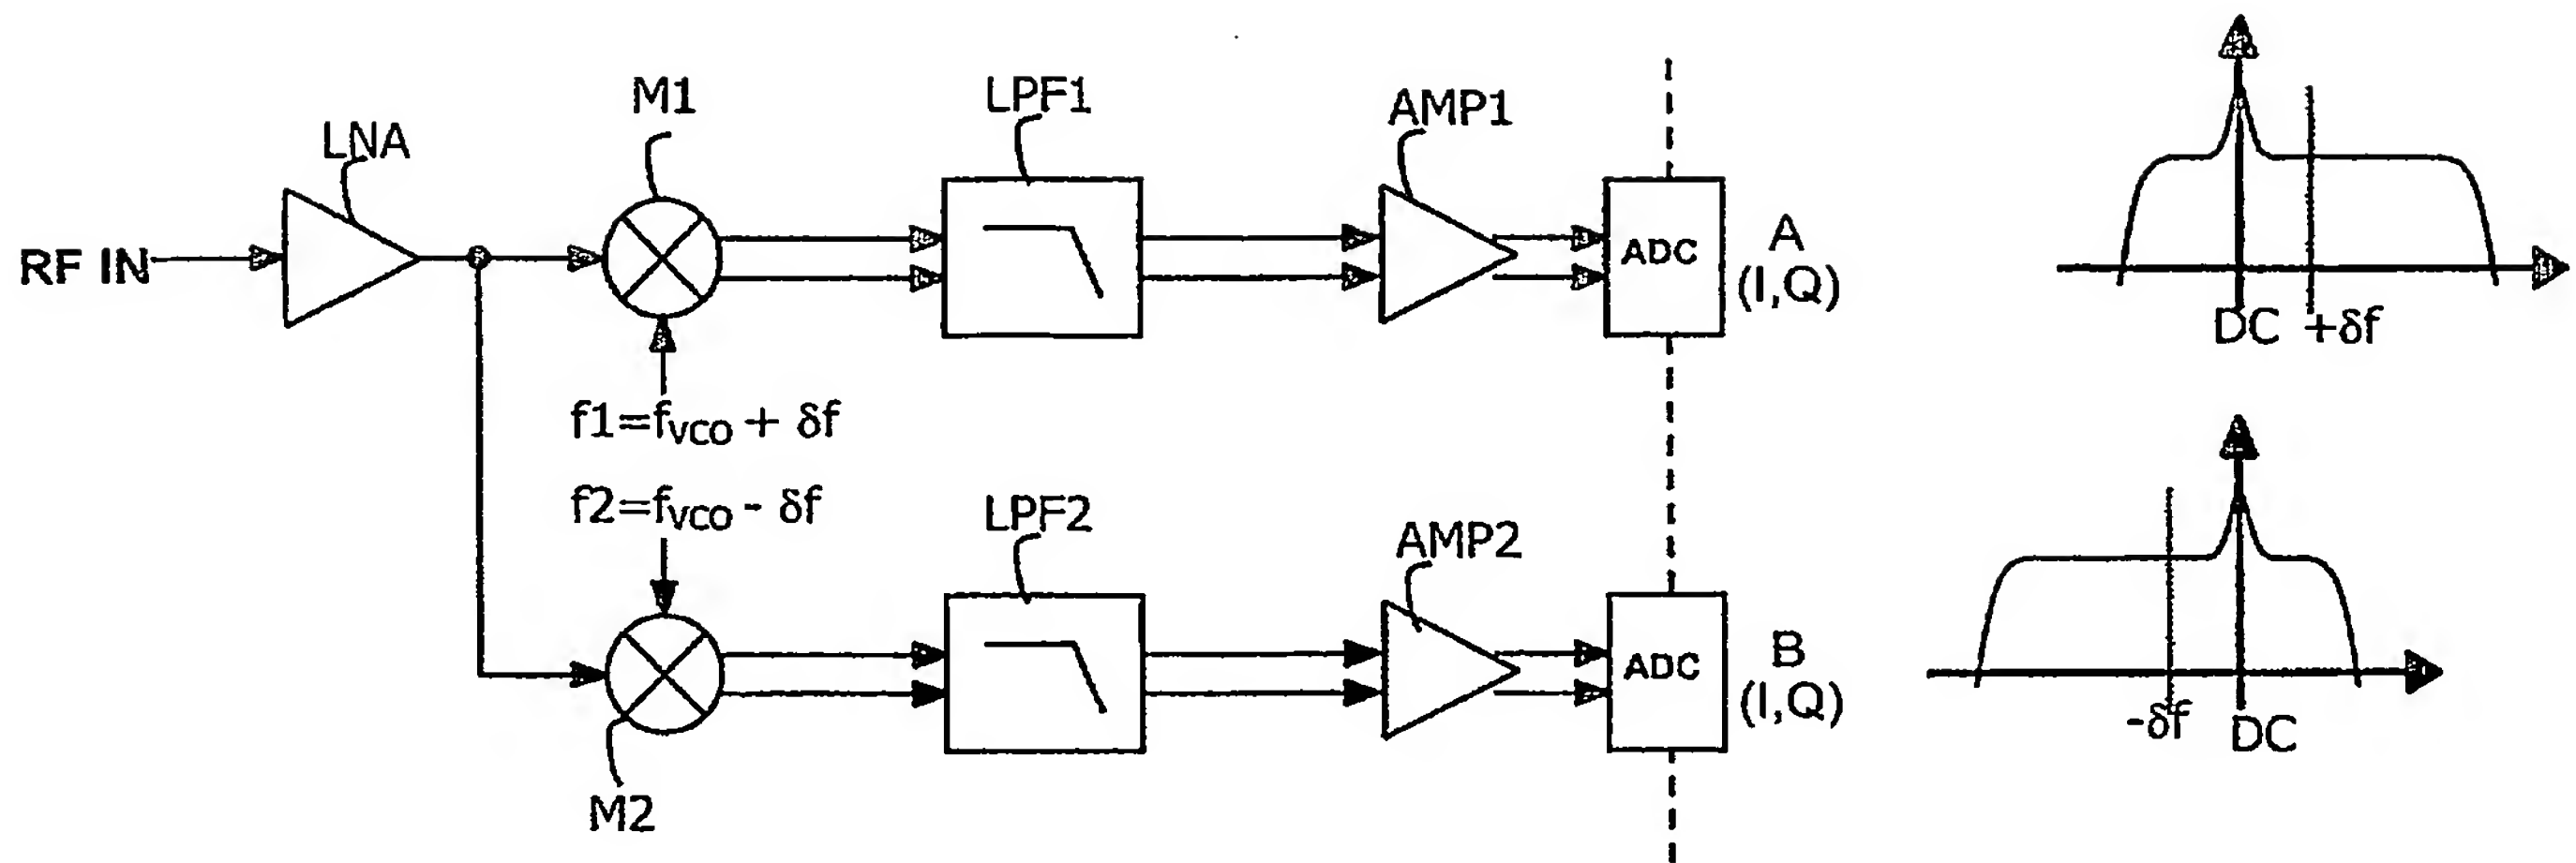 RF IN
LNA
M1
LPF1
AMP1
ADC
A
(I,Q)
DC +δf
f1=fVCO + δf
f2=fVCO - δf
M2
LPF2
AMP2
ADC
B
(I,Q)
-δf DC